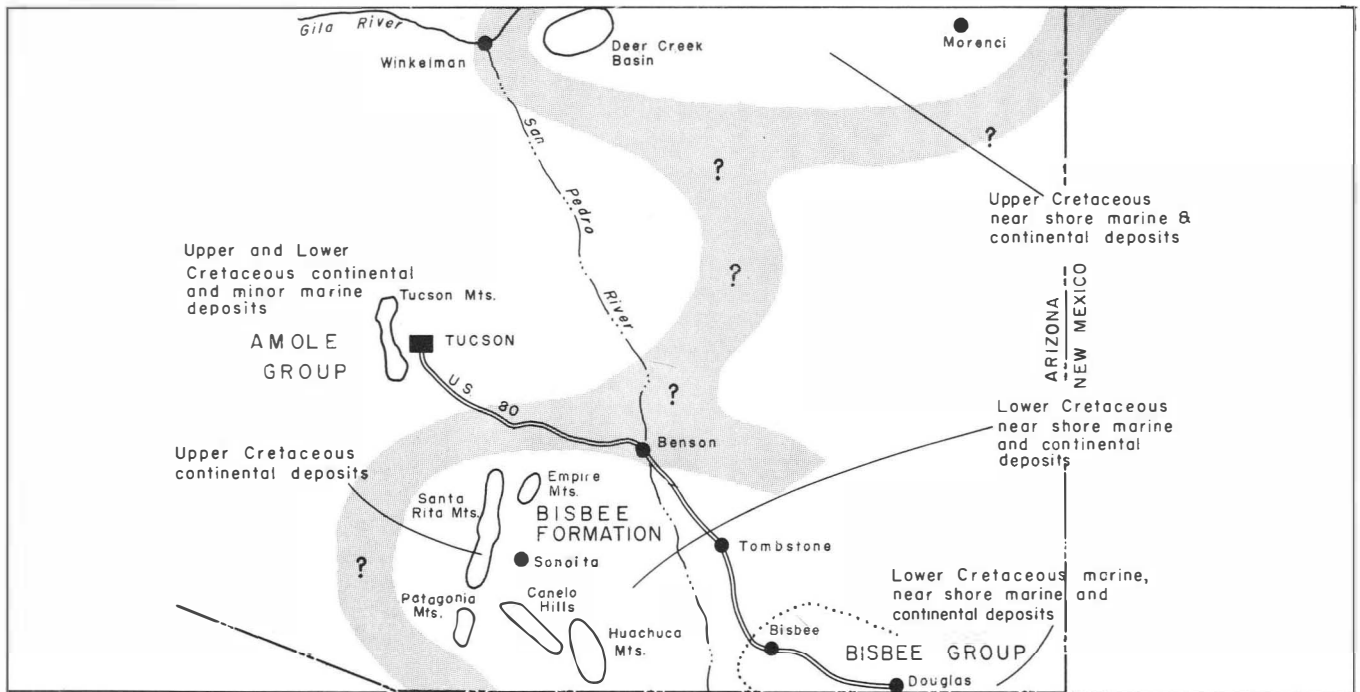 Gila River
Winkelman
Deer Creek
Basin
Morenci
San
Pedro
River
?
?
?
?
?
Upper Cretaceous
near shore marine &
continental deposits
ARIZONA
NEW MEXICO
Upper and Lower
Cretaceous continental
and minor marine
deposits
Tucson Mts.
AMOLE
GROUP
TUCSON
US 80
Benson
Lower Cretaceous
near shore marine
and continental
deposits
Upper Cretaceous
continental deposits
Santa
Rita Mts.
Empire
Mts.
BISBEE
FORMATION
Sonoita
Tombstone
Patagonia
Mts.
Canelo
Hills
Huachuca
Mts.
Lower Cretaceous marine,
near shore marine and
continental deposits
Bisbee
BISBEE GROUP
Douglas